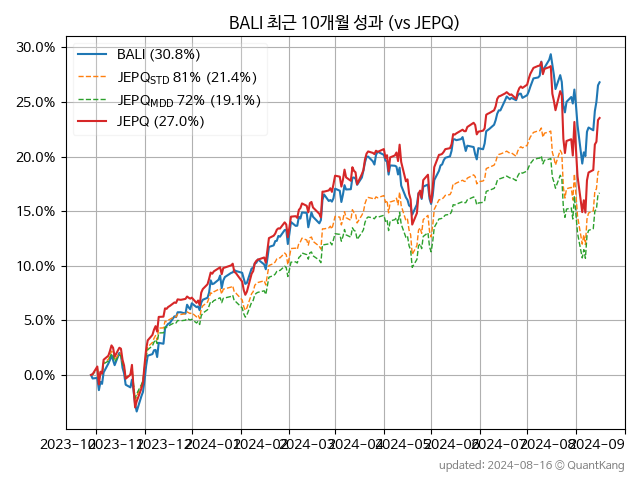 BALI 최근 10개월 성과 (vs JEPQ)
BALI (30.8%)
JEPQSTD 81% (21.4%)
JEPQMDD 72% (19.1%)
JEPQ (27.0%)
30.0%
25.0%
20.0%
15.0%
10.0%
5.0%
0.0%
2023-10 2023-11 2023-12 2024-01 2024-02 2024-03 2024-04 2024-05 2024-06 2024-07 2024-08 2024-09
updated: 2024-08-16 © QuantKang